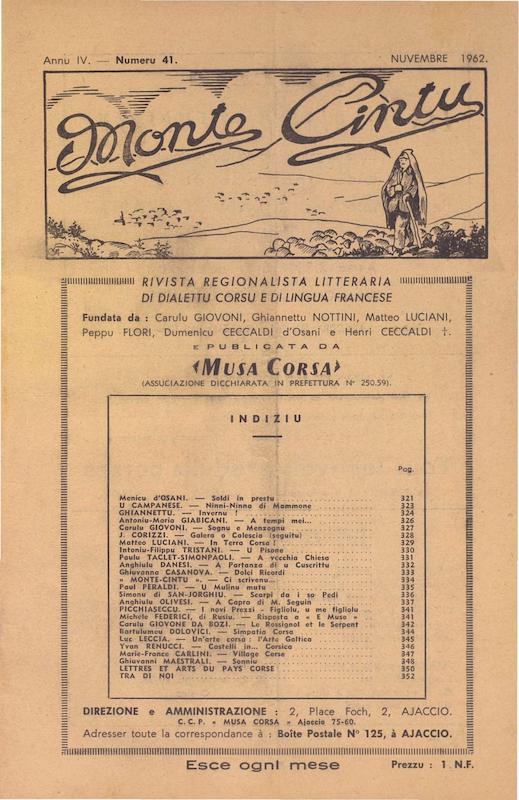 Annu IV. — Numeru 41.
NUVEMBRE 1962.
Monte Cintu
RIVISTA REGIONALISTA LITTERARIA
DI DIALETTU CORSU E DI LINGUA FRANCESE
Fundata da : Carulu GIOVONI, Ghiannettu NOTTINI, Matteo LUCIANI,
Peppu FLORI, Dumenicu CECCALDI d'Osani e Henri CECCALDI †.
E PUBLICATA DA
« MUSA CORSA »
(ASSUCIAZIONE DICCHIARATA IN PREFETTURA N° 250.59).
INDIZIU
Pag.
Menicu d'OSANI. — Soldi in prestu 321
U CAMPANESE. — Ninni-Ninna di Mammone 323
GHIANNETTU. — Invernu ! 324
Antoniu-Maria GIABICANI. — A tempi mei... 326
Carulu GIOVONI. — Sognu e Menzognu 327
J. CORIZZI. — Galera o Colescia (seguitu) 328
Matteo LUCIANI. — In Terra Corsa ! 329
Intoniu-Filippu TRISTANI. — U Pisone 330
Paulu TACLET-SIMONPAOLI. — A vecchia Chiesa 331
Anghiulu DANESI. — A Partanza di u Cuscrittu 332
Ghiuvanna CASANOVA. — Dolci Ricordi 333
« MONTE-CINTU ». — Ci scrivenu... 334
Paul PERALDI. — U Mulinu mutu 335
Simonu di SAN-JORGHIU. — Scarpi da i so Pedi 336
Anghiulu OLIVESI. — A Capra di M. Seguin 337
PICCHIASECCU. — I novi Prezzi - Figliolu, u me figliolu 341
Michele FEDERICI, di Rusiu. — Risposta a « E Muse » 341
Carulu GIOVONE DA BOZI. — Le Rossignol et le Serpent 342
Bartulumeu DOLOVICI. — Simpatia Corsa 344
Luc LECCIA. — Un'arte corsa : l'Arte Galtica 345
Yvan RENUCCI. — Castelli in... Corsica 346
Marie-France CARLINI. — Village Corse 347
Ghiuvanni MAESTRALI. — Sonniu 348
LETTRES ET ARTS DU PAYS CORSE 350
TRA DI NOI 352
DIREZIONE e AMMINISTRAZIONE : 2, Place Foch, 2, AJACCIO.
C. C. P. « MUSA CORSA » Ajaccio 75-60.
Adresser toute la correspondance à : Boîte Postale N° 125, à AJACCIO.
Esce ogni mese
Prezzu : 1 N.F.